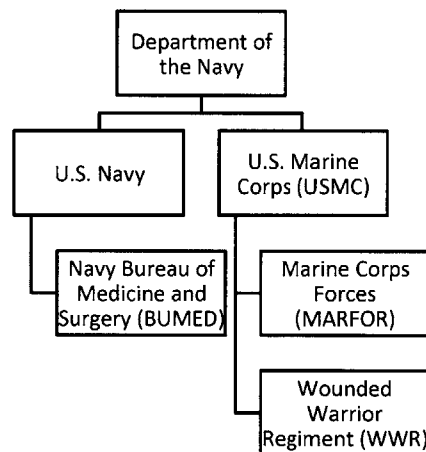 Department of
the Navy
U.S. Navy
U.S. Marine
Corps (USMC)
Navy Bureau of
Medicine and
Surgery (BUMED)
Marine Corps
Forces
(MARFOR)
Wounded
Warrior
Regiment (WWR)